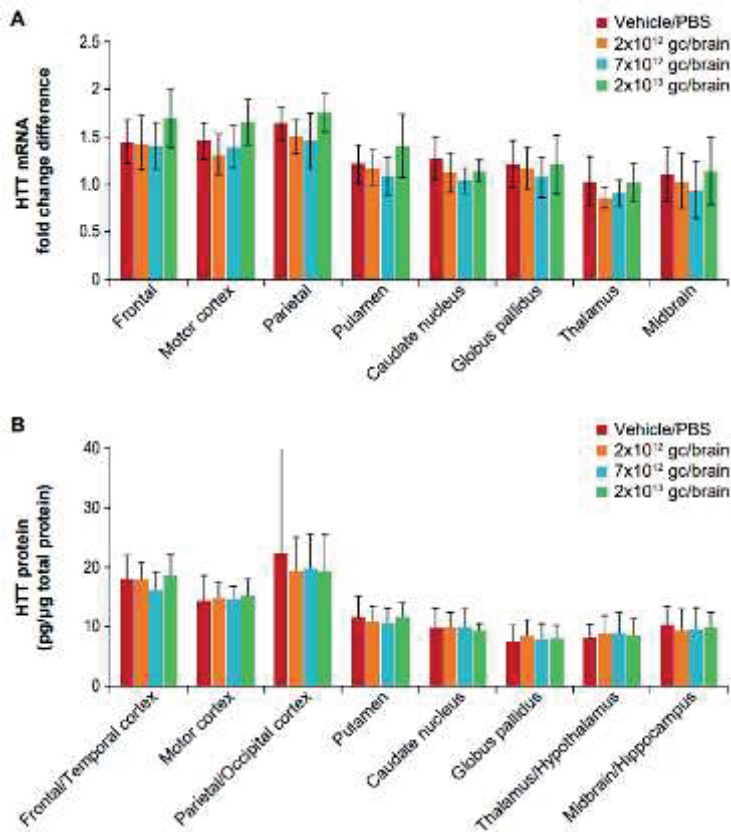 A
Vehicle/PBS
2x10¹² gc/brain
7x10¹² gc/brain
2x10¹³ gc/brain
HTT mRNA
fold change difference
2.5
2
1.5
1.0
0.5
0
Frontal
Motor cortex
Parietal
Putamen
Caudate nucleus
Globus pallidus
Thalamus
Midbrain
B
Vehicle/PBS
2x10¹² gc/brain
7x10¹² gc/brain
2x10¹³ gc/brain
HTT protein
(pg/µg total protein)
40
30
20
10
0
Frontal/Temporal cortex
Motor cortex
Parietal/Occipital cortex
Putamen
Caudate nucleus
Globus pallidus
Thalamus/Hypothalamus
Midbrain/Hippocampus